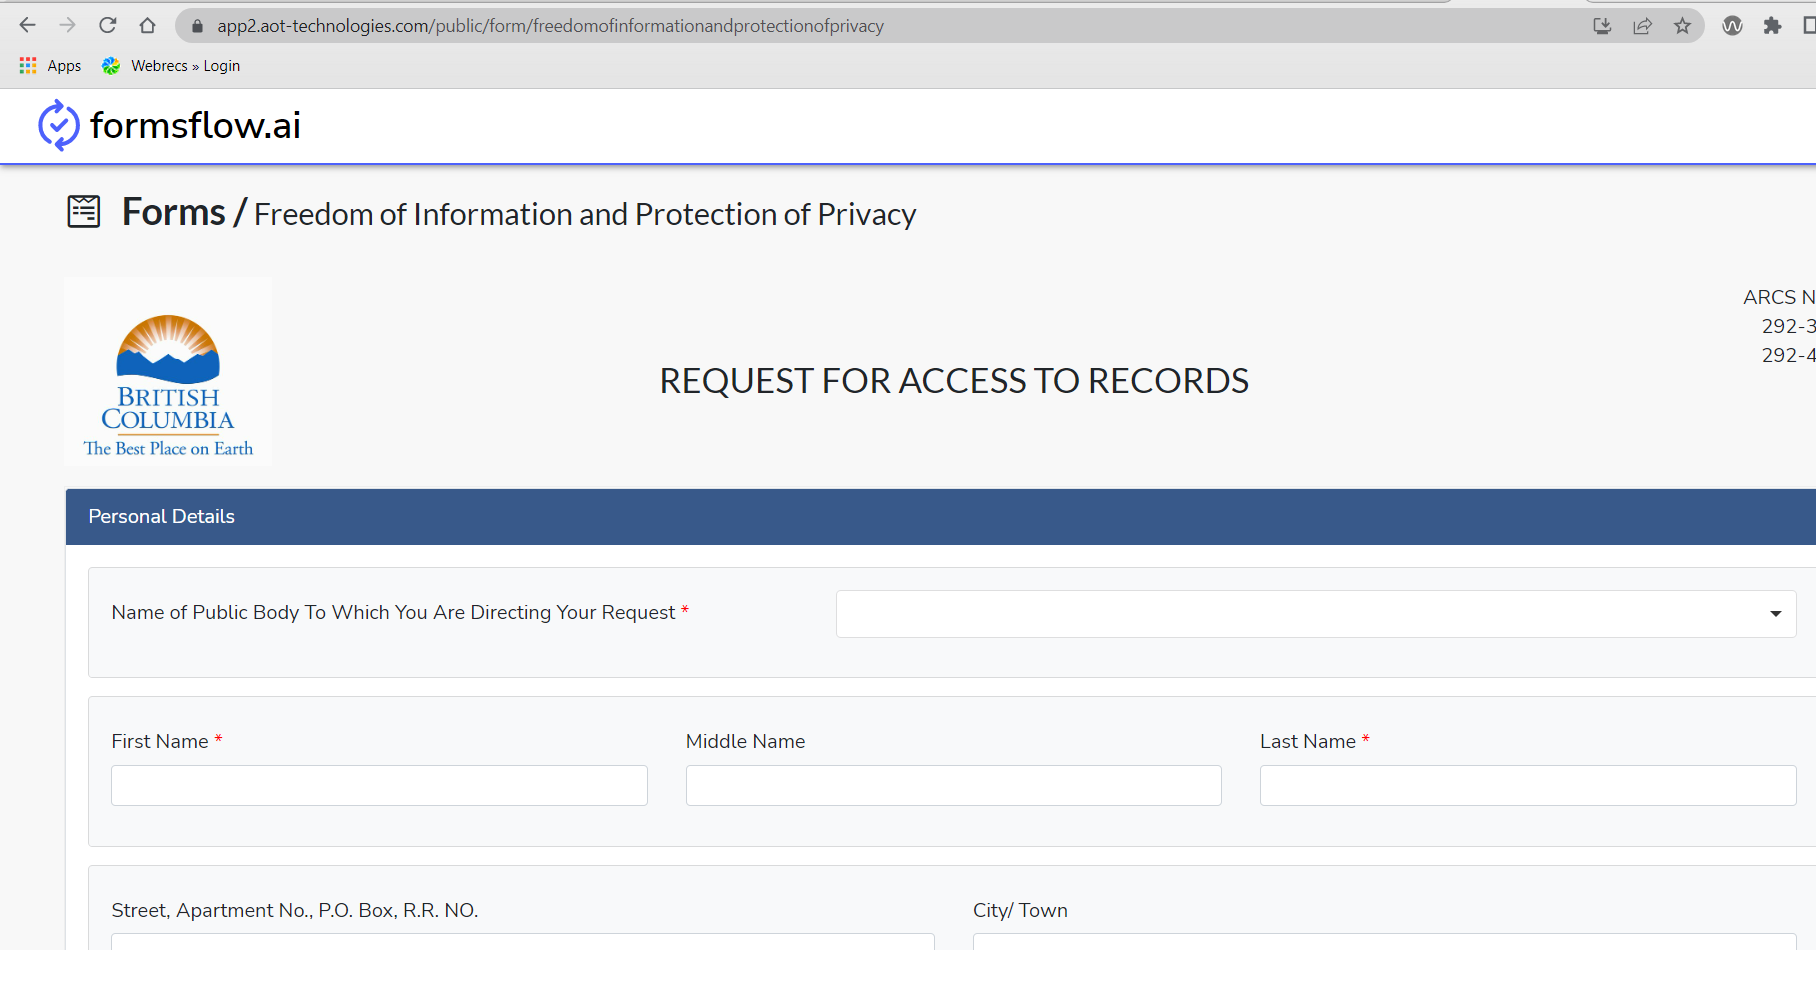 app2.aot-technologies.com/public/form/freedomofinformationandprotectionofprivacy
Apps Webrecs » Login
formsflow.ai
Forms / Freedom of Information and Protection of Privacy
ARCS N
292-3
292-4
BRITISH
COLUMBIA
The Best Place on Earth
REQUEST FOR ACCESS TO RECORDS
Personal Details
Name of Public Body To Which You Are Directing Your Request *
First Name * Middle Name Last Name *
Street, Apartment No., P.O. Box, R.R. NO. City/ Town